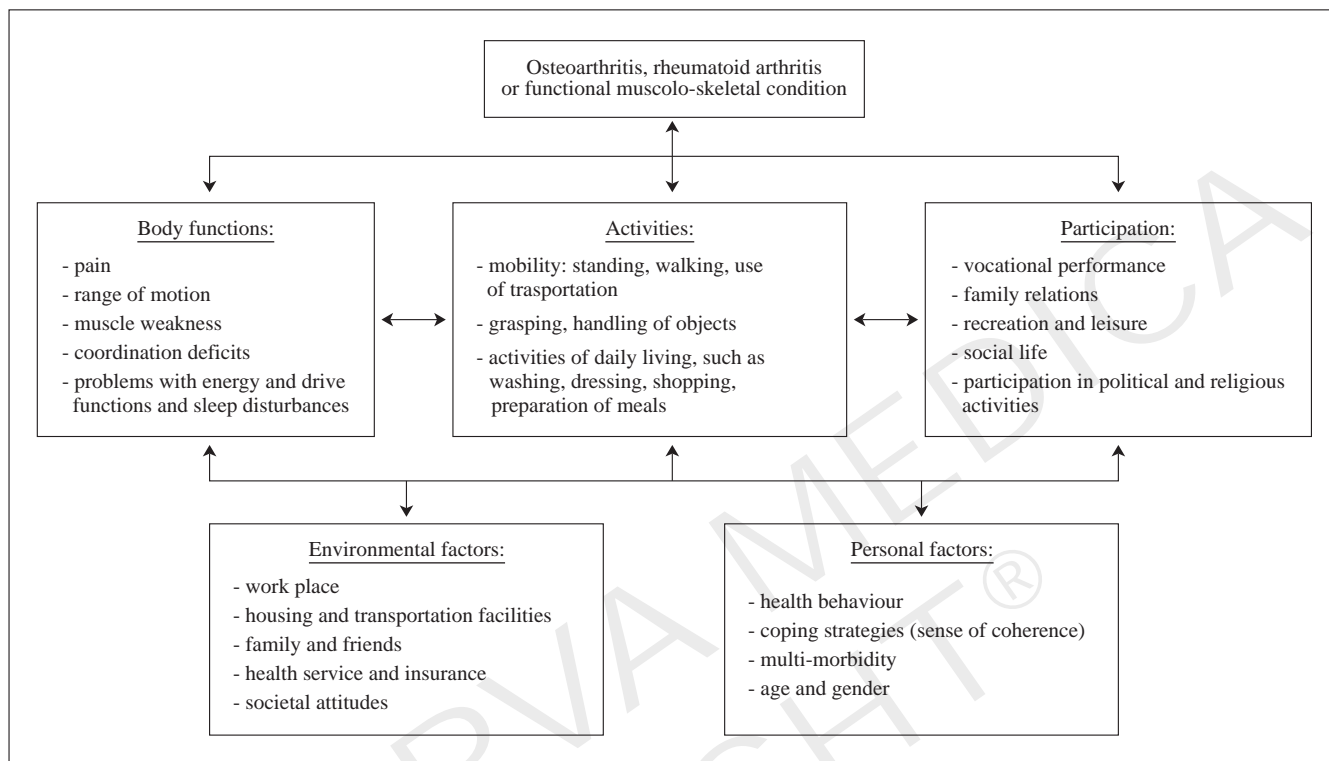 Osteoarthritis, rheumatoid arthritis
or functional muscolo-skeletal condition
Body functions:
- pain
- range of motion
- muscle weakness
- coordination deficits
- problems with energy and drive
functions and sleep disturbances
Activities:
- mobility: standing, walking, use
of trasportation
- grasping, handling of objects
- activities of daily living, such as
washing, dressing, shopping,
preparation of meals
Participation:
- vocational performance
- family relations
- recreation and leisure
- social life
- participation in political and religious
activities
Environmental factors:
- work place
- housing and transportation facilities
- family and friends
- health service and insurance
- societal attitudes
Personal factors:
- health behaviour
- coping strategies (sense of coherence)
- multi-morbidity
- age and gender
RVA MEDICA
GHT®